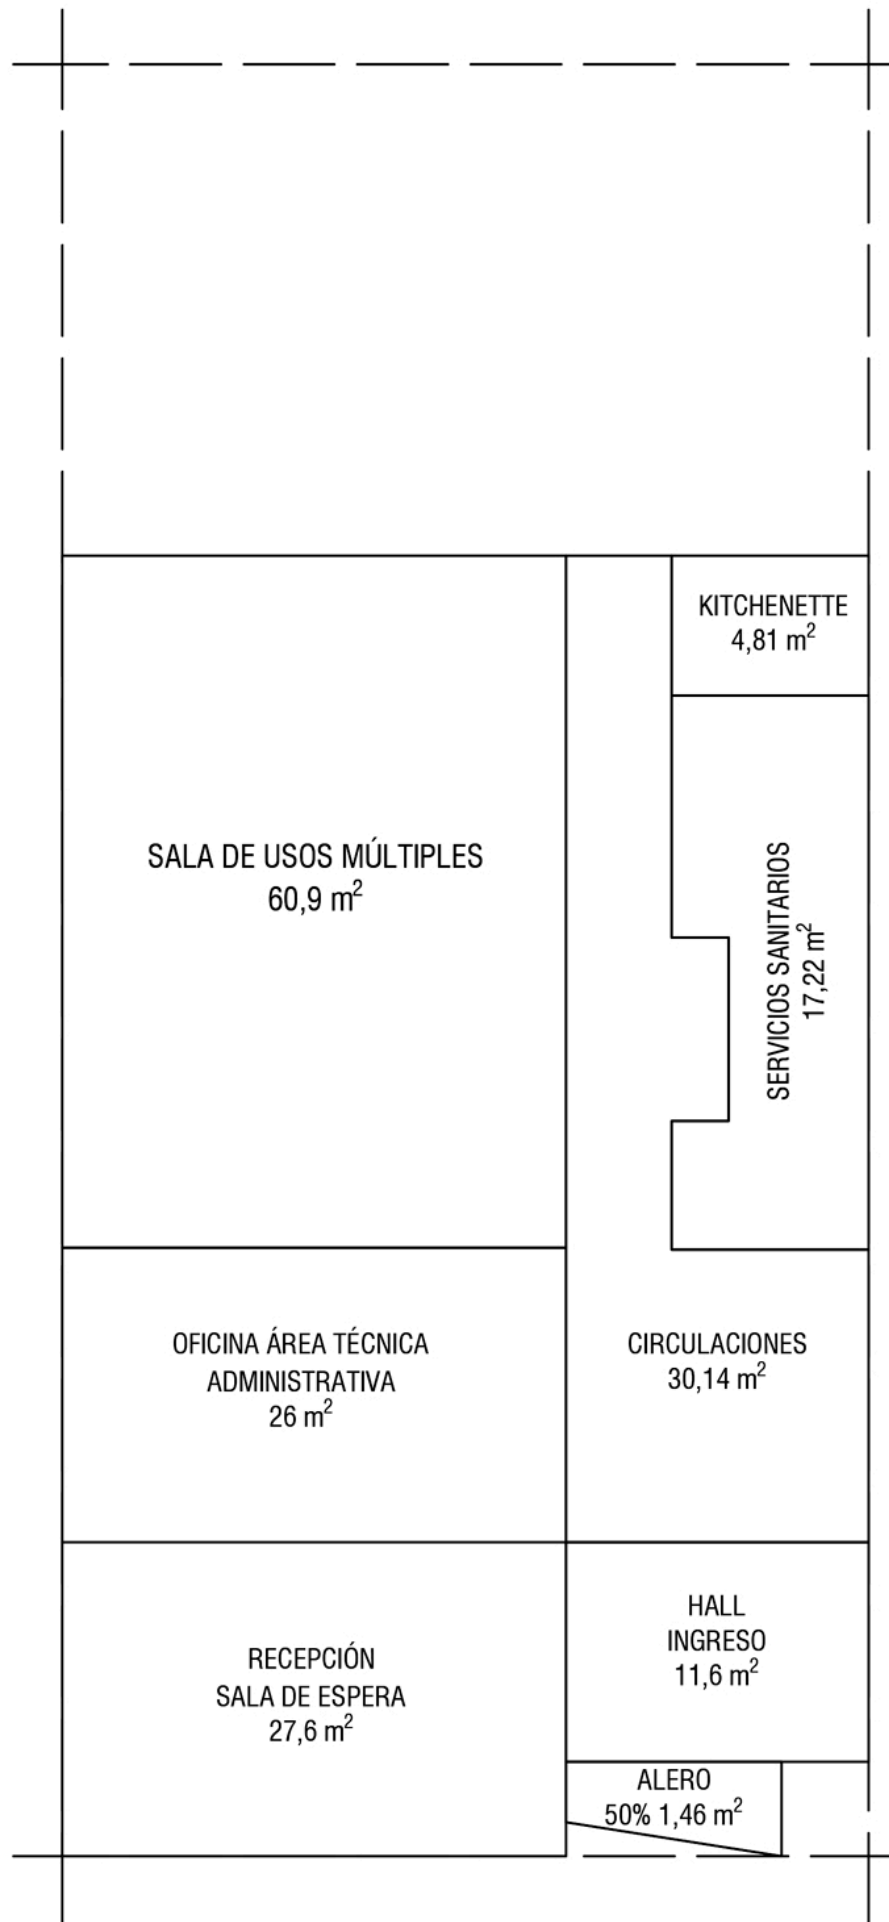 KITCHENETTE
4,81 m²
SALA DE USOS MÚLTIPLES
60,9 m²
SERVICIOS SANITARIOS
17,22 m²
OFICINA ÁREA TÉCNICA
ADMINISTRATIVA
26 m²
CIRCULACIONES
30,14 m²
RECEPCIÓN
SALA DE ESPERA
27,6 m²
HALL
INGRESO
11,6 m²
ALERO
50% 1,46 m²